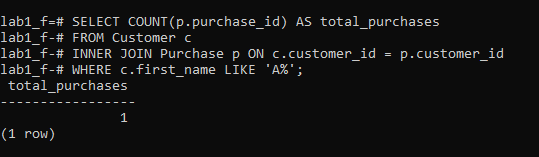 lab1_f=# SELECT COUNT(p.purchase_id) AS total_purchases
lab1_f-# FROM Customer c
lab1_f-# INNER JOIN Purchase p ON c.customer_id = p.customer_id
lab1_f-# WHERE c.first_name LIKE 'A%';
 total_purchases
-----------------
               1
(1 row)